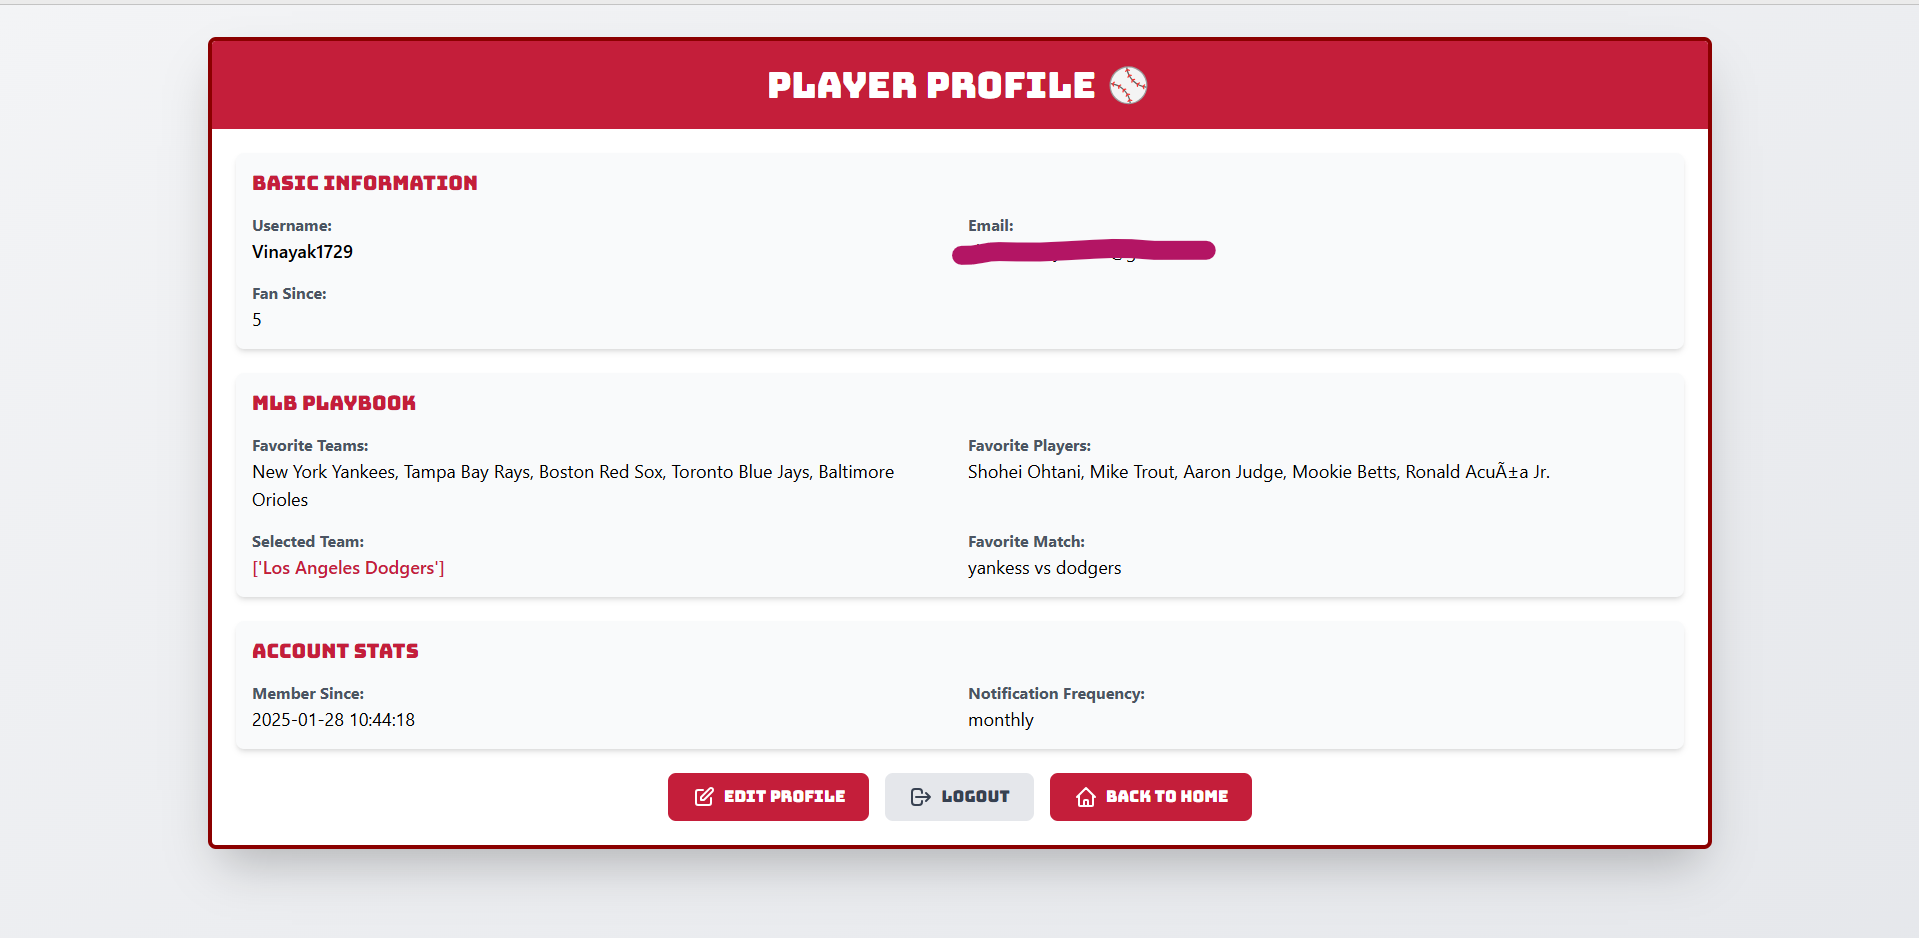 PLAYER PROFILE
BASIC INFORMATION
Username:
Vinayak1729
Email:
Fan Since:
5
MLB PLAYBOOK
Favorite Teams:
New York Yankees, Tampa Bay Rays, Boston Red Sox, Toronto Blue Jays, Baltimore
Orioles
Favorite Players:
Shohei Ohtani, Mike Trout, Aaron Judge, Mookie Betts, Ronald AcuÃ±a Jr.
Selected Team:
['Los Angeles Dodgers']
Favorite Match:
yankess vs dodgers
ACCOUNT STATS
Member Since:
2025-01-28 10:44:18
Notification Frequency:
monthly
EDIT PROFILE
LOGOUT
BACK TO HOME